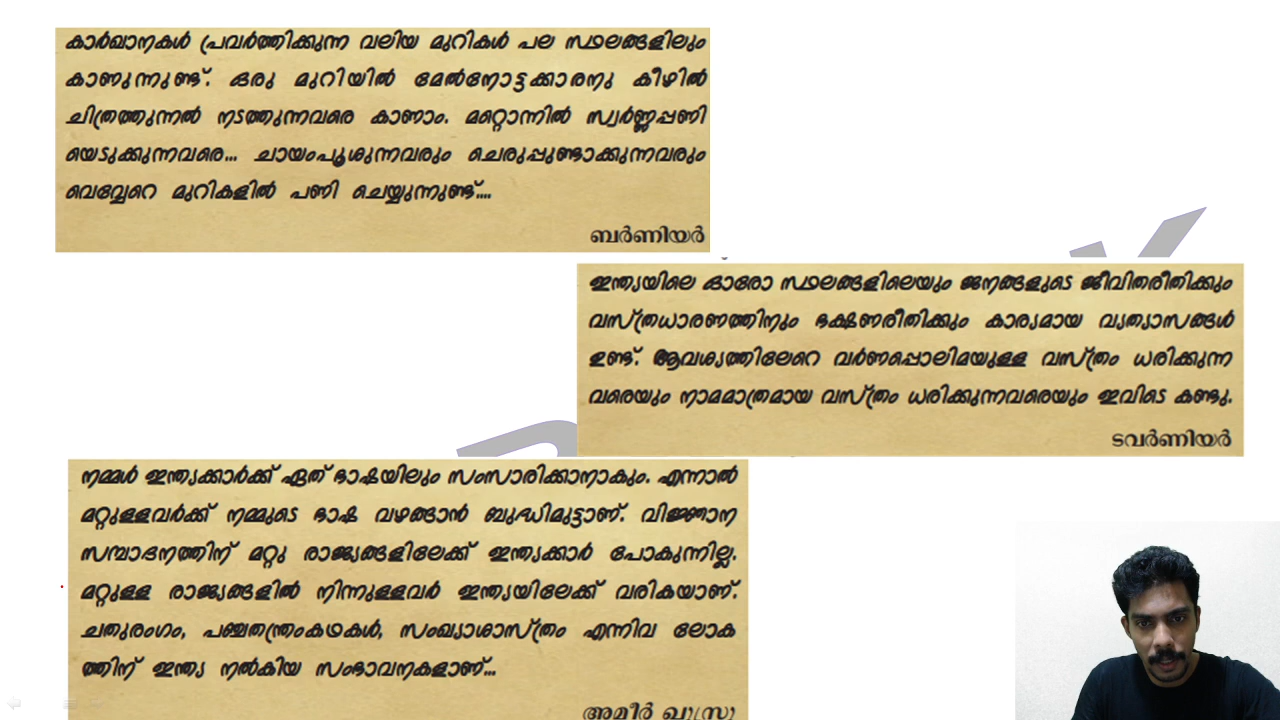 കാർഖാനകൾ പ്രവർത്തിക്കുന്ന വലിയ മുറികൾ പല സ്ഥലങ്ങളിലും
കാണുന്നുണ്ട്. ഒരു മുറിയിൽ മേൽനോട്ടക്കാരനു കീഴിൽ
ചിത്രത്തുന്നൽ നടത്തുന്നവരെ കാണാം. മറ്റൊന്നിൽ സ്വർണ്ണപ്പണി
യെടുക്കുന്നവരെ... ചായംപൂശുന്നവരും ചെരുപ്പുണ്ടാക്കുന്നവരും
വെവ്വേറെ മുറികളിൽ പണി ചെയ്യുന്നുണ്ട്....
ബർണിയർ
ഇന്ത്യയിലെ ഓരോ സ്ഥലങ്ങളിലെയും ജനങ്ങളുടെ ജീവിതരീതിക്കും
വസ്ത്രധാരണത്തിനും ഭക്ഷണരീതിക്കും കാര്യമായ വ്യത്യാസങ്ങൾ
ഉണ്ട്. ആവശ്യത്തിലേറെ വർണപ്പൊലിമയുള്ള വസ്ത്രം ധരിക്കുന്ന
വരെയും നാമമാത്രമായ വസ്ത്രം ധരിക്കുന്നവരെയും ഇവിടെ കണ്ടു.
ടവർണിയർ
നമ്മൾ ഇന്ത്യക്കാർക്ക് ഏത് ഭാഷയിലും സംസാരിക്കാനാകും. എന്നാൽ
മറ്റുള്ളവർക്ക് നമ്മുടെ ഭാഷ വഴങ്ങാൻ ബുദ്ധിമുട്ടാണ്. വിജ്ഞാന
സമ്പാദനത്തിന് മറ്റു രാജ്യങ്ങളിലേക്ക് ഇന്ത്യക്കാർ പോകുന്നില്ല.
മറ്റുള്ള രാജ്യങ്ങളിൽ നിന്നുള്ളവർ ഇന്ത്യയിലേക്ക് വരികയാണ്.
ചതുരംഗം, പഞ്ചതന്ത്രംകഥകൾ, സംഖ്യാശാസ്ത്രം എന്നിവ ലോക
ത്തിന് ഇന്ത്യ നൽകിയ സംഭാവനകളാണ്...
അമീർ ഖുസ്രു